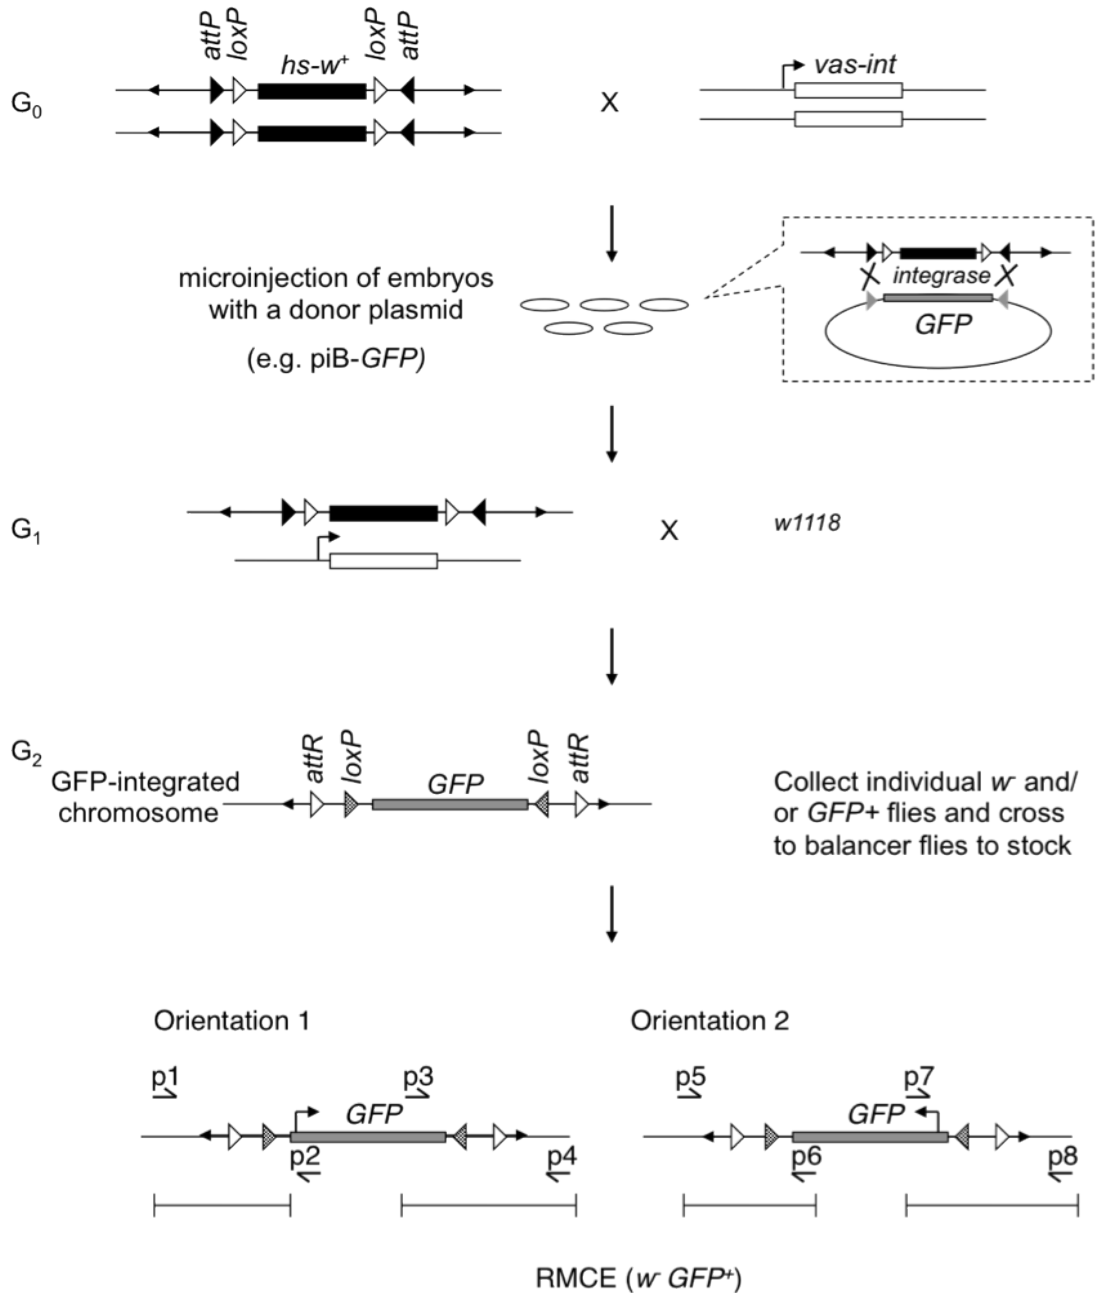 attP
loxP
loxP
attP
hs-w+
vas-int
G0
X
microinjection of embryos
with a donor plasmid
(e.g. piB-GFP)
integrase
GFP
G1
X
w1118
G2
attR
loxP
loxP
attR
GFP-integrated
chromosome
GFP
Collect individual w- and/
or GFP+ flies and cross
to balancer flies to stock
Orientation 1
Orientation 2
p1
p3
GFP
p2
p4
p5
p7
GFP
p6
p8
RMCE (w- GFP+)